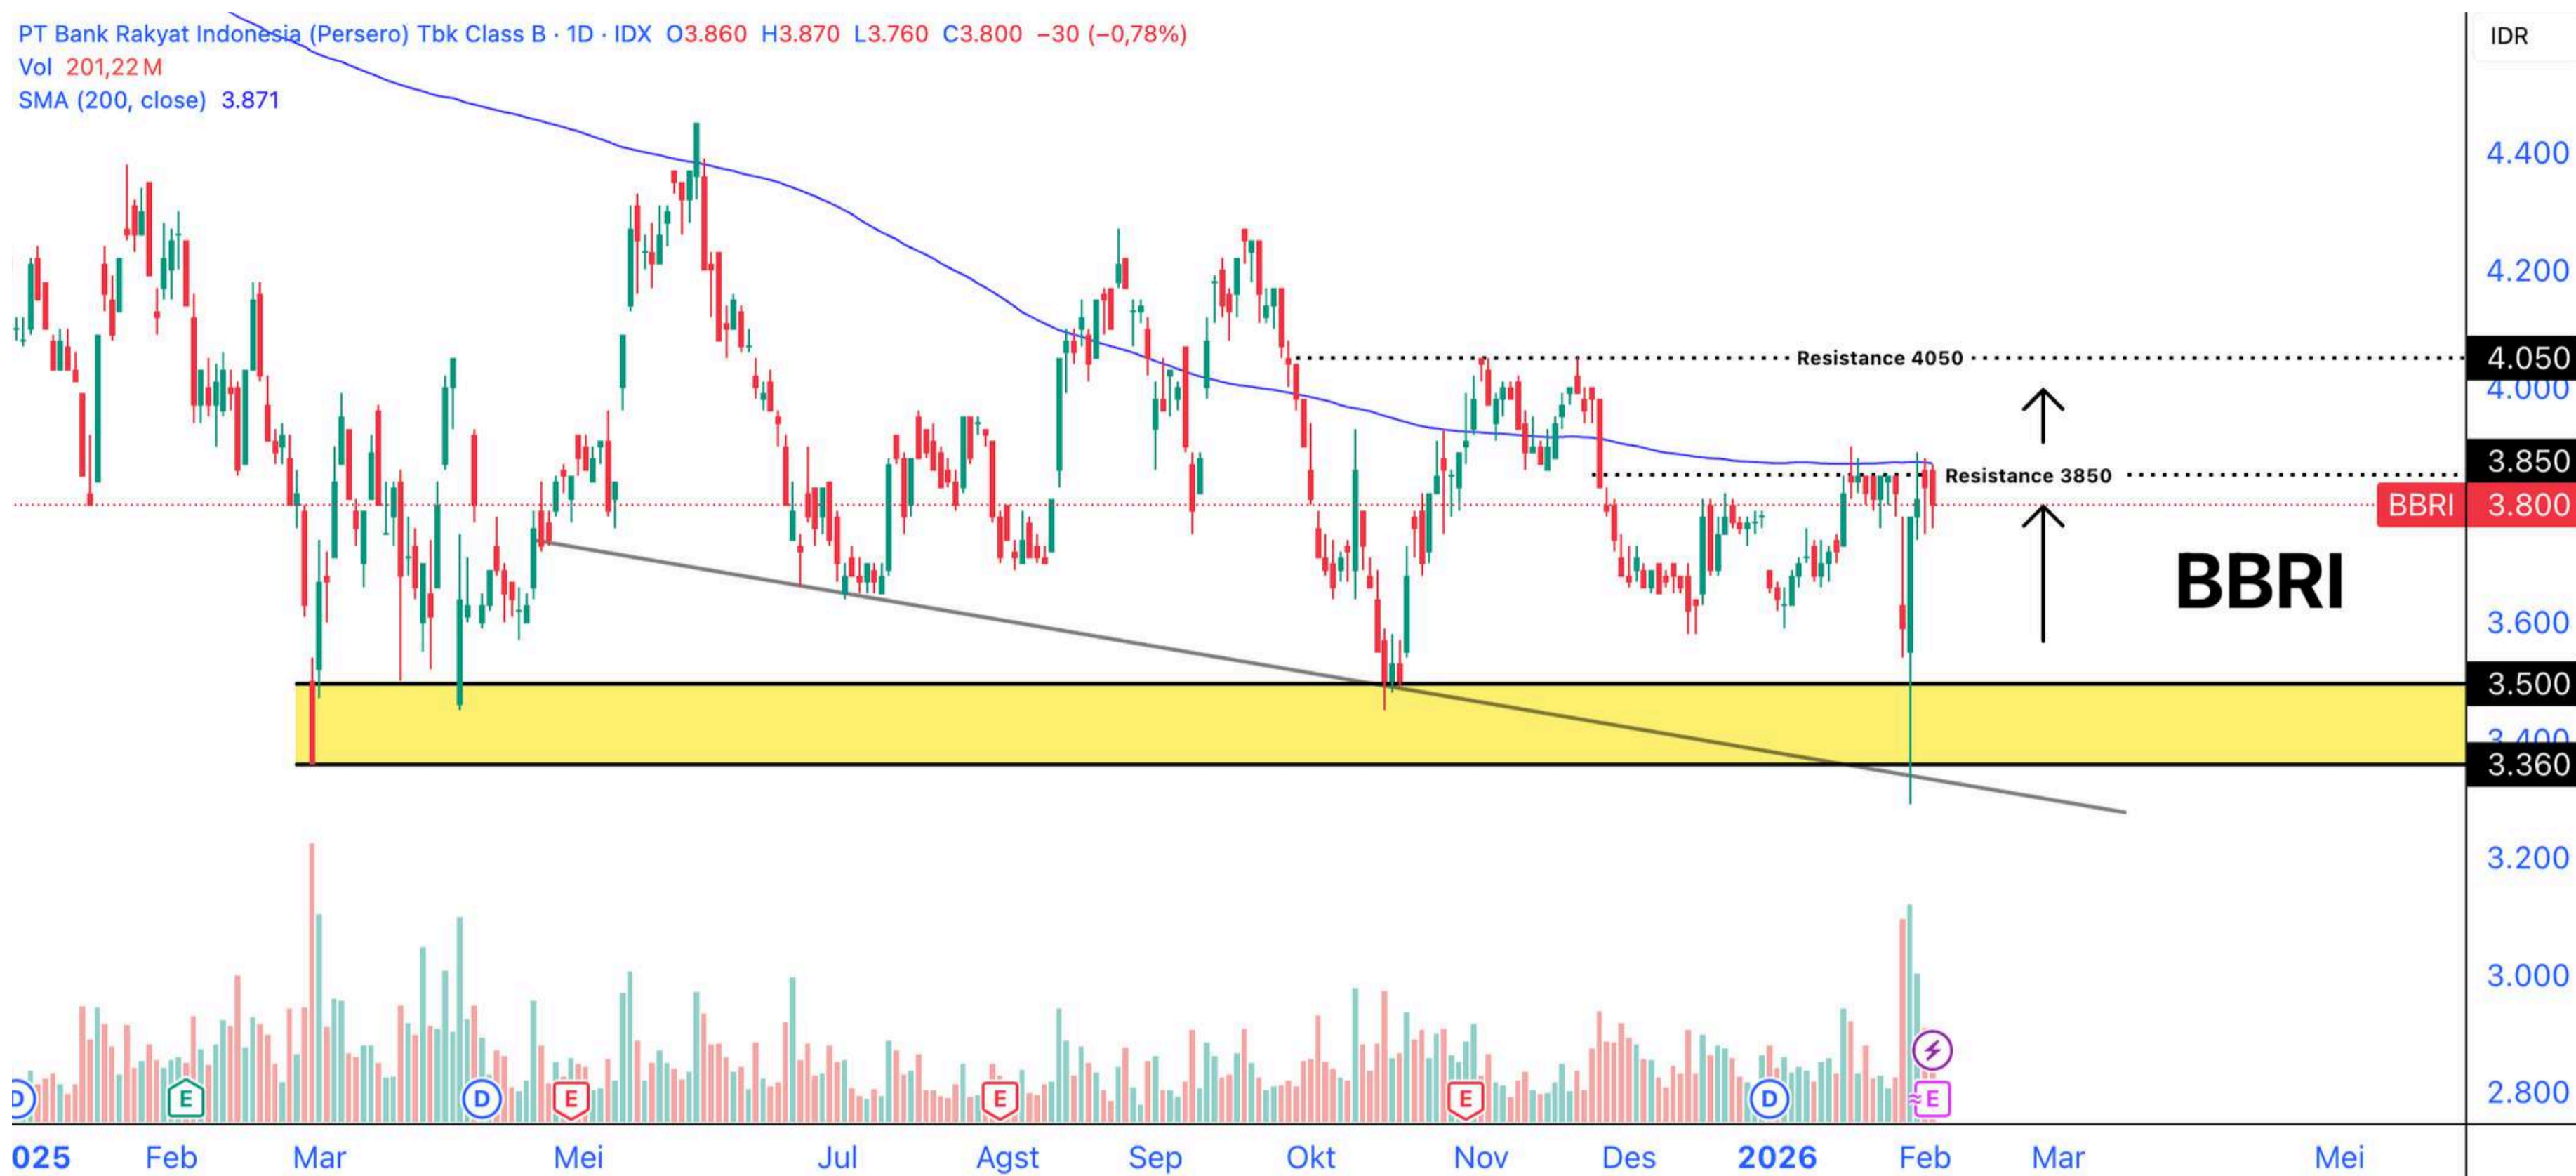 PT Bank Rakyat Indonesia (Persero) Tbk Class B · 1D · IDX O3.860 H3.870 L3.760 C3.800 −30 (−0,78%)
IDR
Vol 201,22 M
SMA (200, close) 3.871
4.400
4.200
Resistance 4050
4.050
4.000
3.850
Resistance 3850
BBRI 3.800
BBRI
3.600
3.500
3.400
3.360
3.200
3.000
2.800
D E D E E E D ≈E
025 Feb Mar Mei Jul Agst Sep Okt Nov Des 2026 Feb Mar Mei